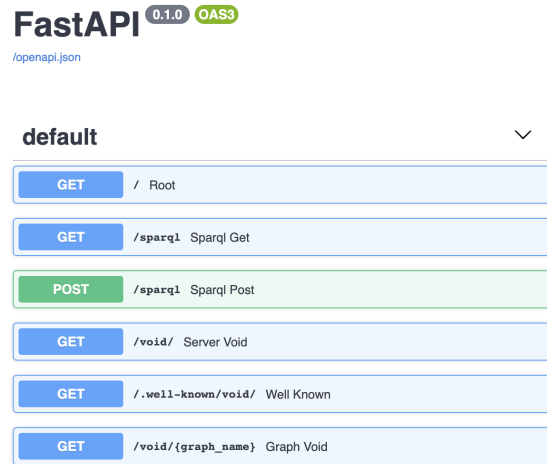 FastAPI 0.1.0 OAS3
/openapi.json
default
GET / Root
GET /sparql Sparql Get
POST /sparql Sparql Post
GET /void/ Server Void
GET /.well-known/void/ Well Known
GET /void/{graph_name} Graph Void